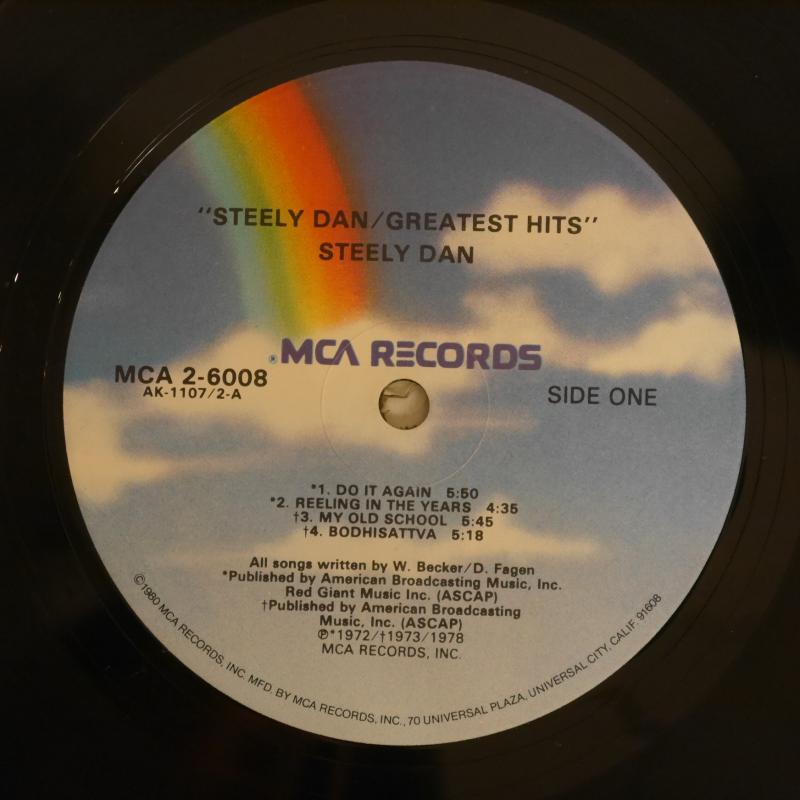 "STEELY DAN/GREATEST HITS"
STEELY DAN
®MCA RECORDS
MCA 2-6008
AK-1107/2-A
SIDE ONE
*1. DO IT AGAIN 5:50
*2. REELING IN THE YEARS 4:35
†3. MY OLD SCHOOL 5:45
†4. BODHISATTVA 5:18
All songs written by W. Becker/D. Fagen
*Published by American Broadcasting Music, Inc.
Red Giant Music Inc. (ASCAP)
†Published by American Broadcasting
Music, Inc. (ASCAP)
℗*1972/†1973/1978
MCA RECORDS, INC.
©1980 MCA RECORDS, INC. MFD. BY MCA RECORDS, INC., 70 UNIVERSAL PLAZA, UNIVERSAL CITY, CALIF. 91608